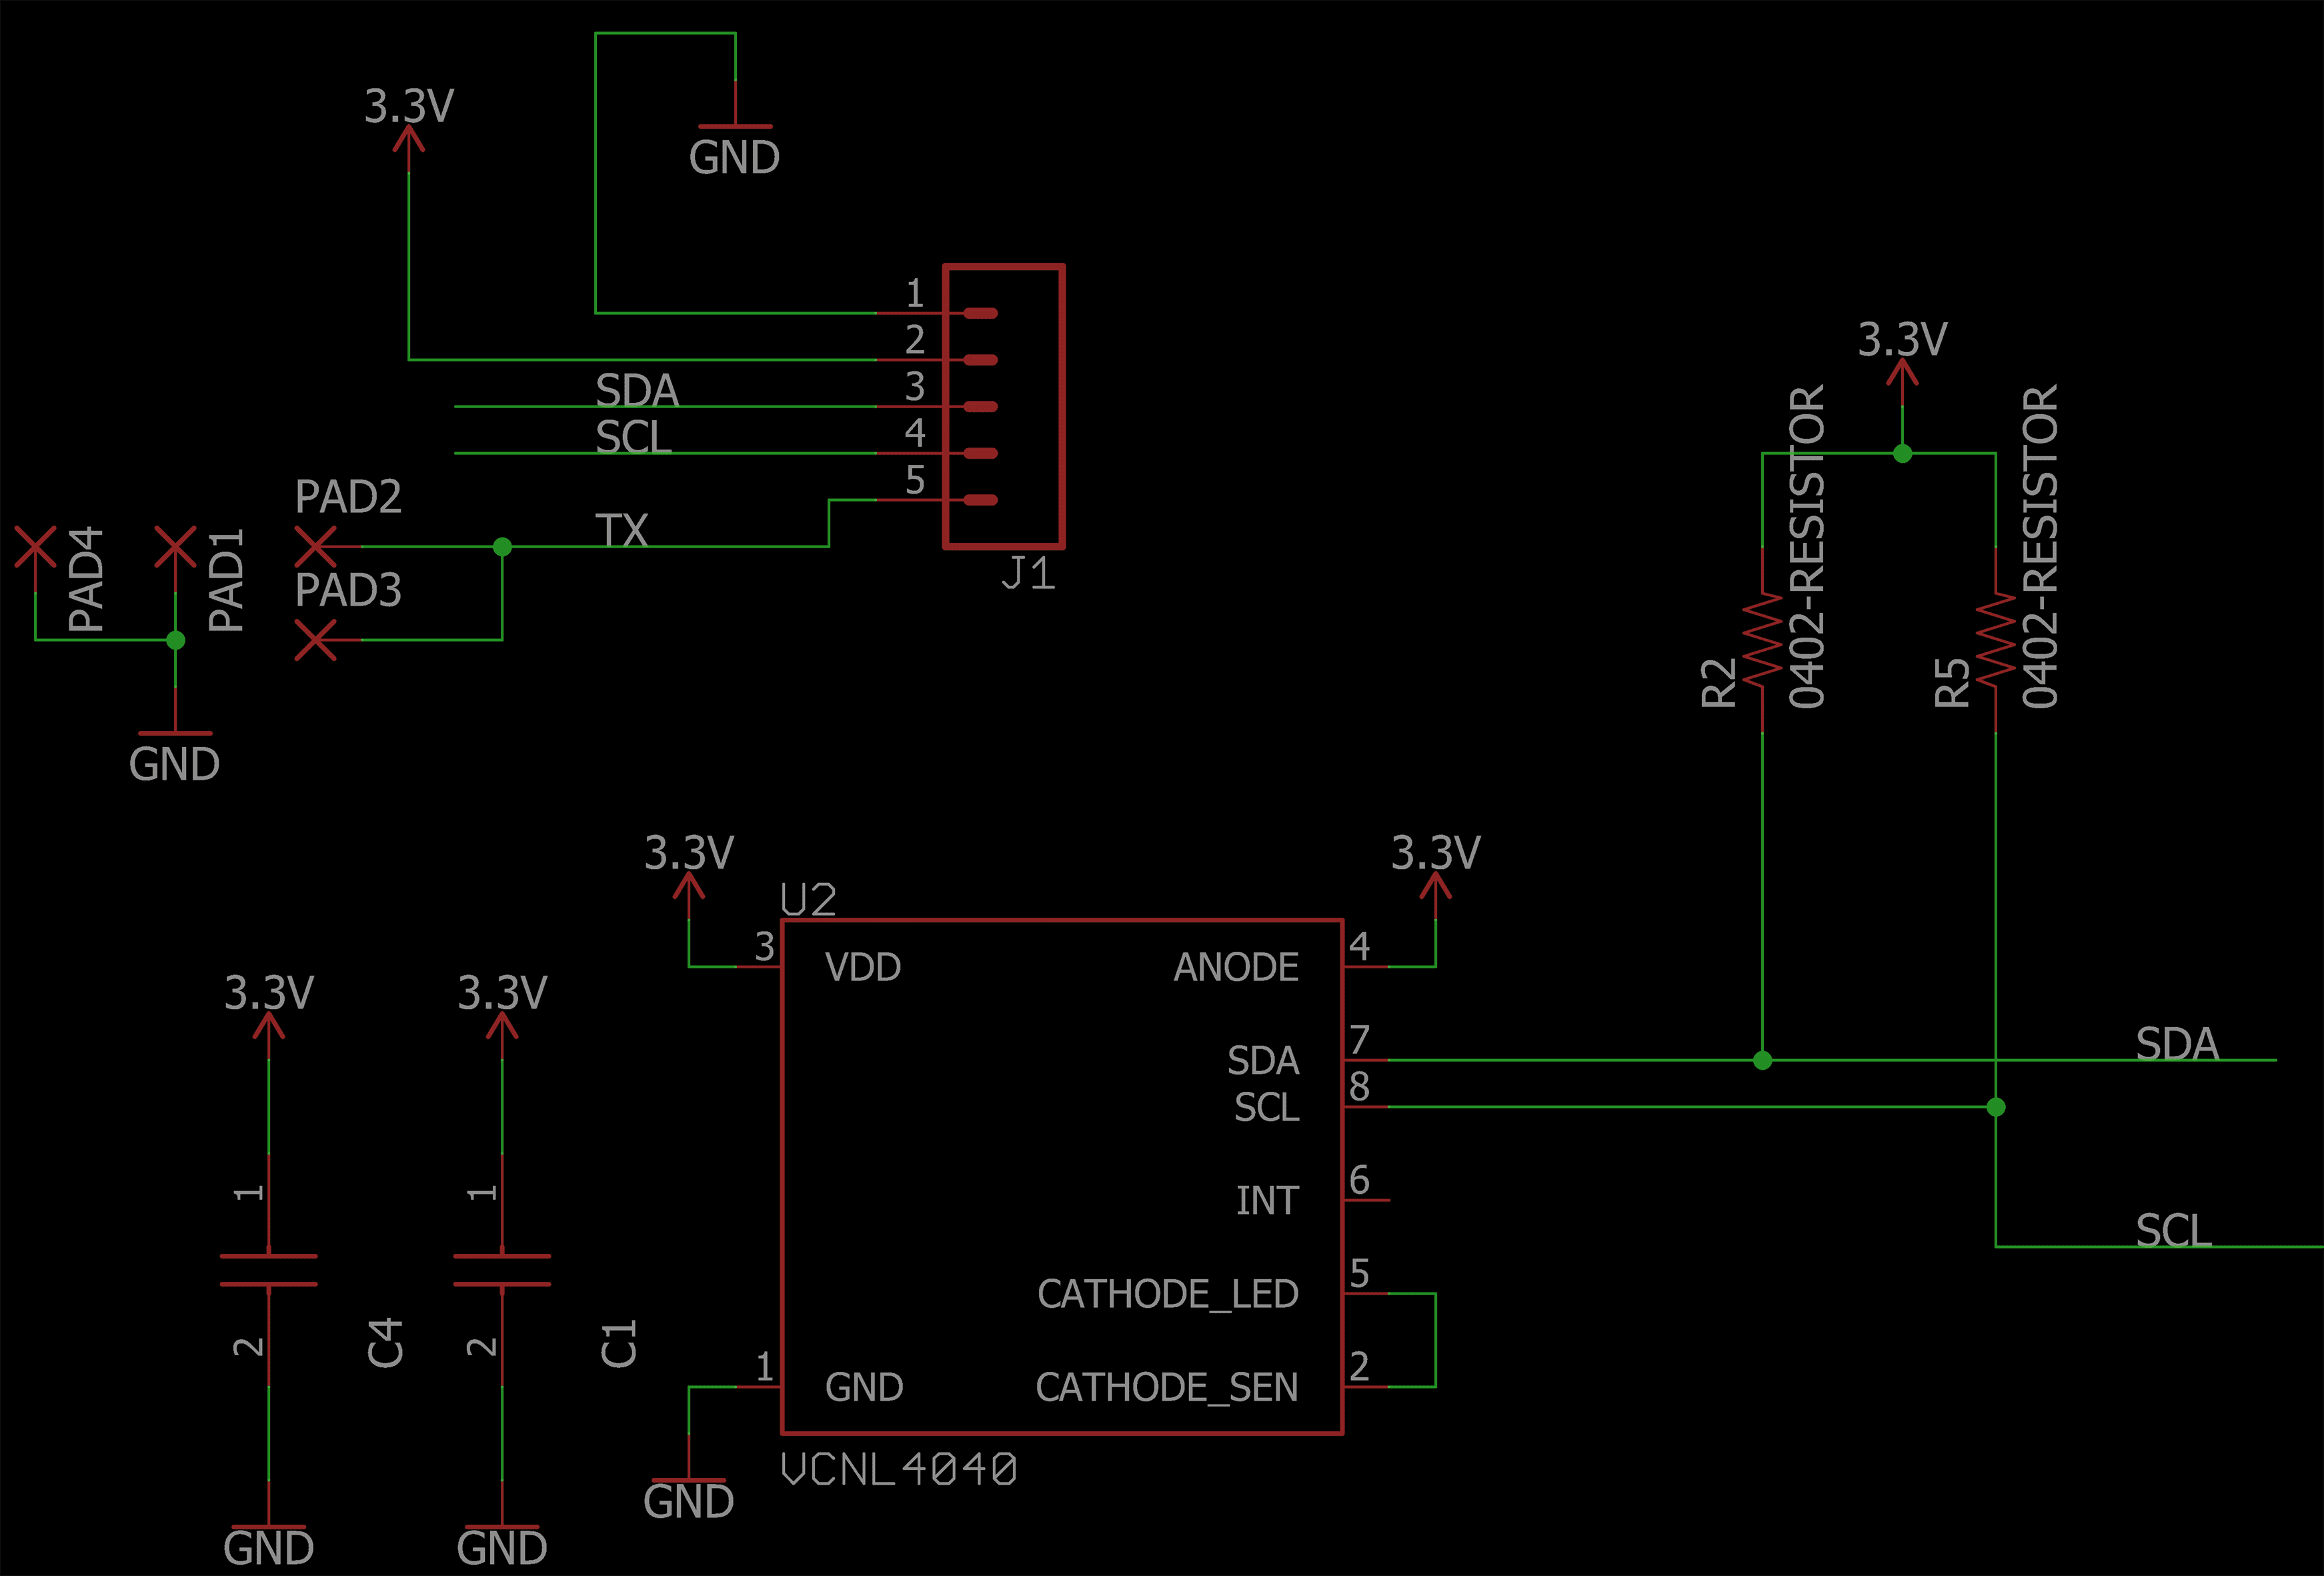 3.3V
GND
1
2
SDA
3
SCL
4
5
TX
J1
PAD2
PAD3
PAD4
PAD1
GND
3.3V
0402-RESISTOR
0402-RESISTOR
R2
R5
3.3V
3.3V
U2
3
VDD
ANODE
4
SDA
7
SCL
8
INT
6
CATHODE_LED
5
CATHODE_SEN
2
1
GND
GND
VCNL4040
SDA
SCL
3.3V
3.3V
1
1
2
2
C4
C1
GND
GND